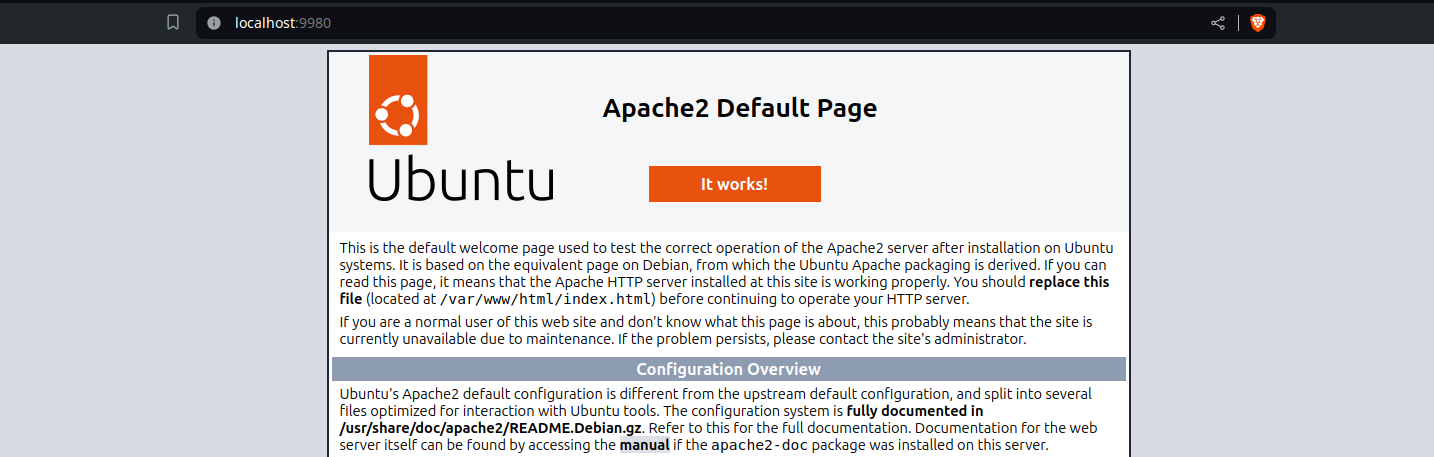 localhost:9980
Apache2 Default Page
Ubuntu
It works!
This is the default welcome page used to test the correct operation of the Apache2 server after installation on Ubuntu
systems. It is based on the equivalent page on Debian, from which the Ubuntu Apache packaging is derived. If you can
read this page, it means that the Apache HTTP server installed at this site is working properly. You should replace this
file (located at /var/www/html/index.html) before continuing to operate your HTTP server.
If you are a normal user of this web site and don't know what this page is about, this probably means that the site is
currently unavailable due to maintenance. If the problem persists, please contact the site's administrator.
Configuration Overview
Ubuntu's Apache2 default configuration is different from the upstream default configuration, and split into several
files optimized for interaction with Ubuntu tools. The configuration system is fully documented in
/usr/share/doc/apache2/README.Debian.gz. Refer to this for the full documentation. Documentation for the web
server itself can be found by accessing the manual if the apache2-doc package was installed on this server.